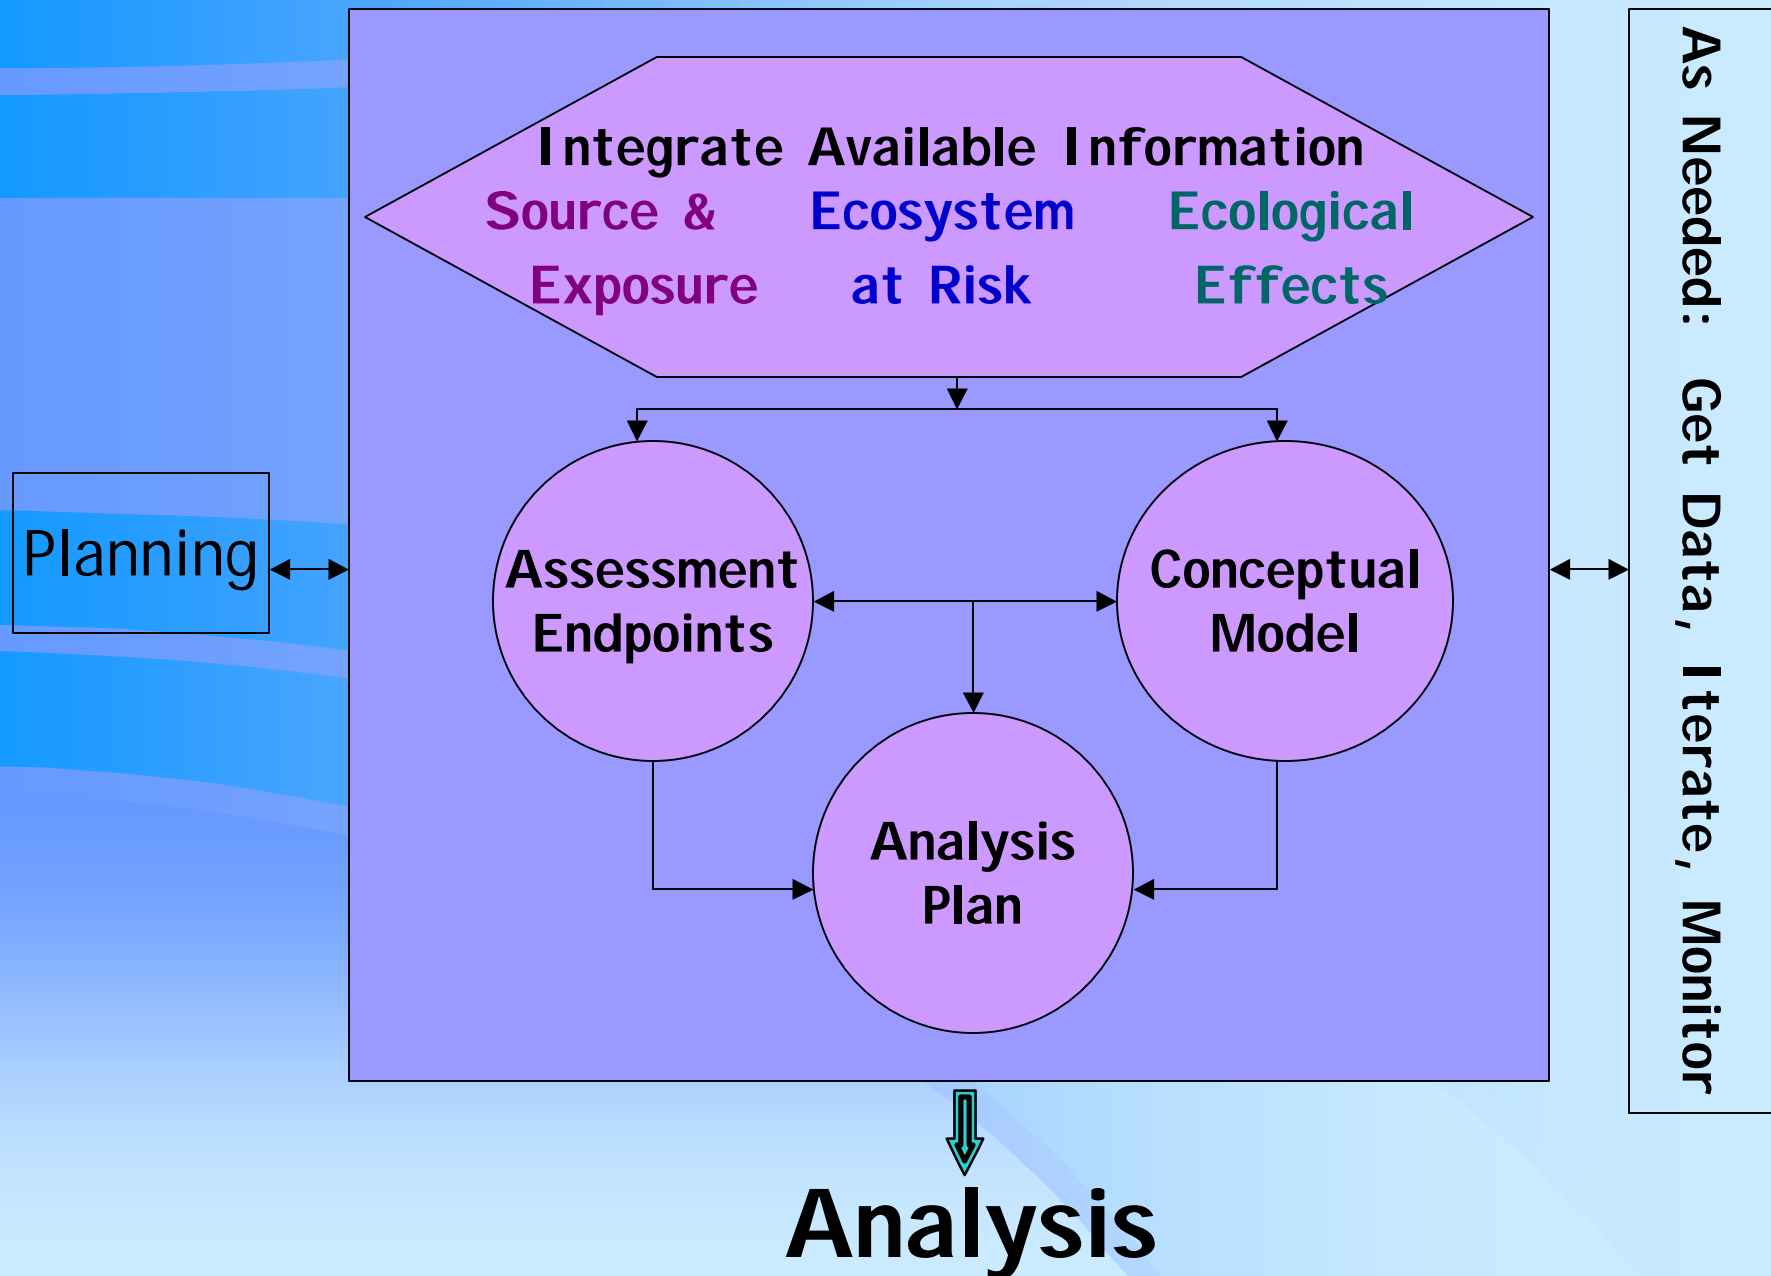 Integrate Available Information
Source & Ecosystem Ecological
Exposure at Risk Effects
Planning
Assessment
Endpoints
Conceptual
Model
Analysis
Plan
As Needed: Get Data, Iterate, Monitor
Analysis